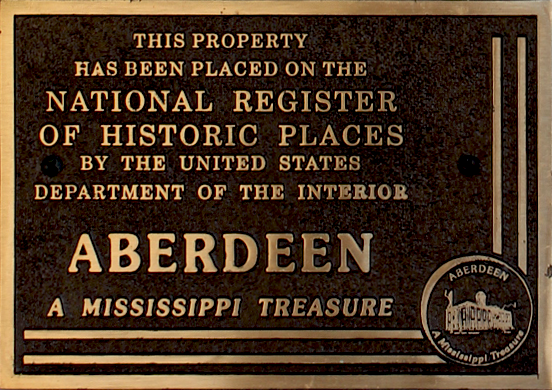 THIS PROPERTY
HAS BEEN PLACED ON THE
NATIONAL REGISTER
OF HISTORIC PLACES
BY THE UNITED STATES
DEPARTMENT OF THE INTERIOR
ABERDEEN
A MISSISSIPPI TREASURE
ABERDEEN
A Mississippi Treasure